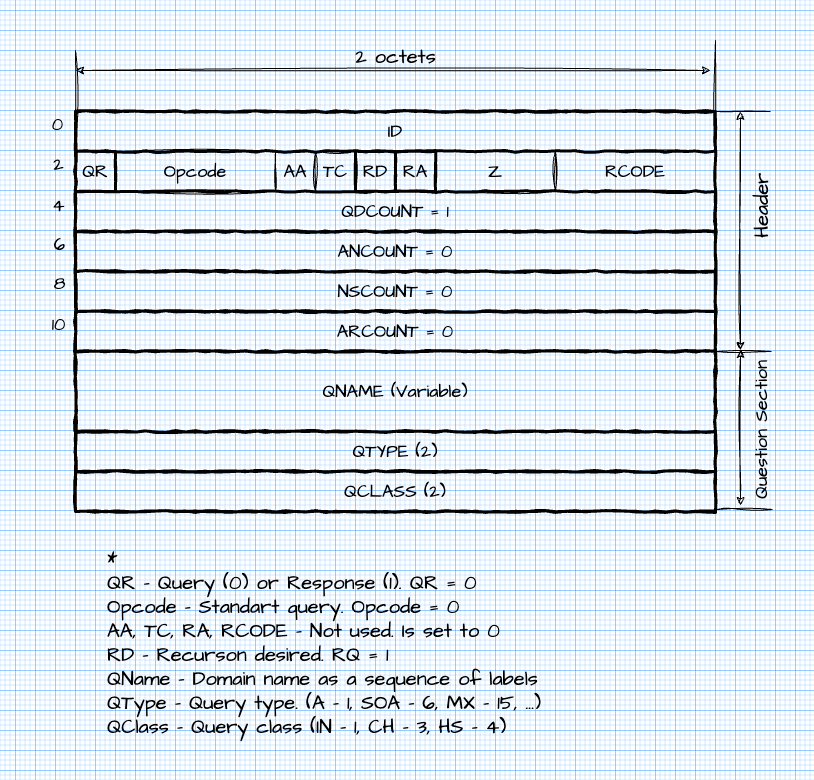 2 octets
0
ID
2
QR Opcode AA TC RD RA Z RCODE
4
QDCOUNT = 1
6
ANCOUNT = 0
8
NSCOUNT = 0
10
ARCOUNT = 0
Header
QNAME (Variable)
QTYPE (2)
QCLASS (2)
Question Section
*
QR - Query (0) or Response (1). QR = 0
Opcode - Standart query. Opcode = 0
AA, TC, RA, RCODE - Not used. Is set to 0
RD - Recurson desired. RQ = 1
QName - Domain name as a sequence of labels
QType - Query type. (A - 1, SOA - 6, MX - 15, ...)
QClass - Query class (IN - 1, CH - 3, HS - 4)